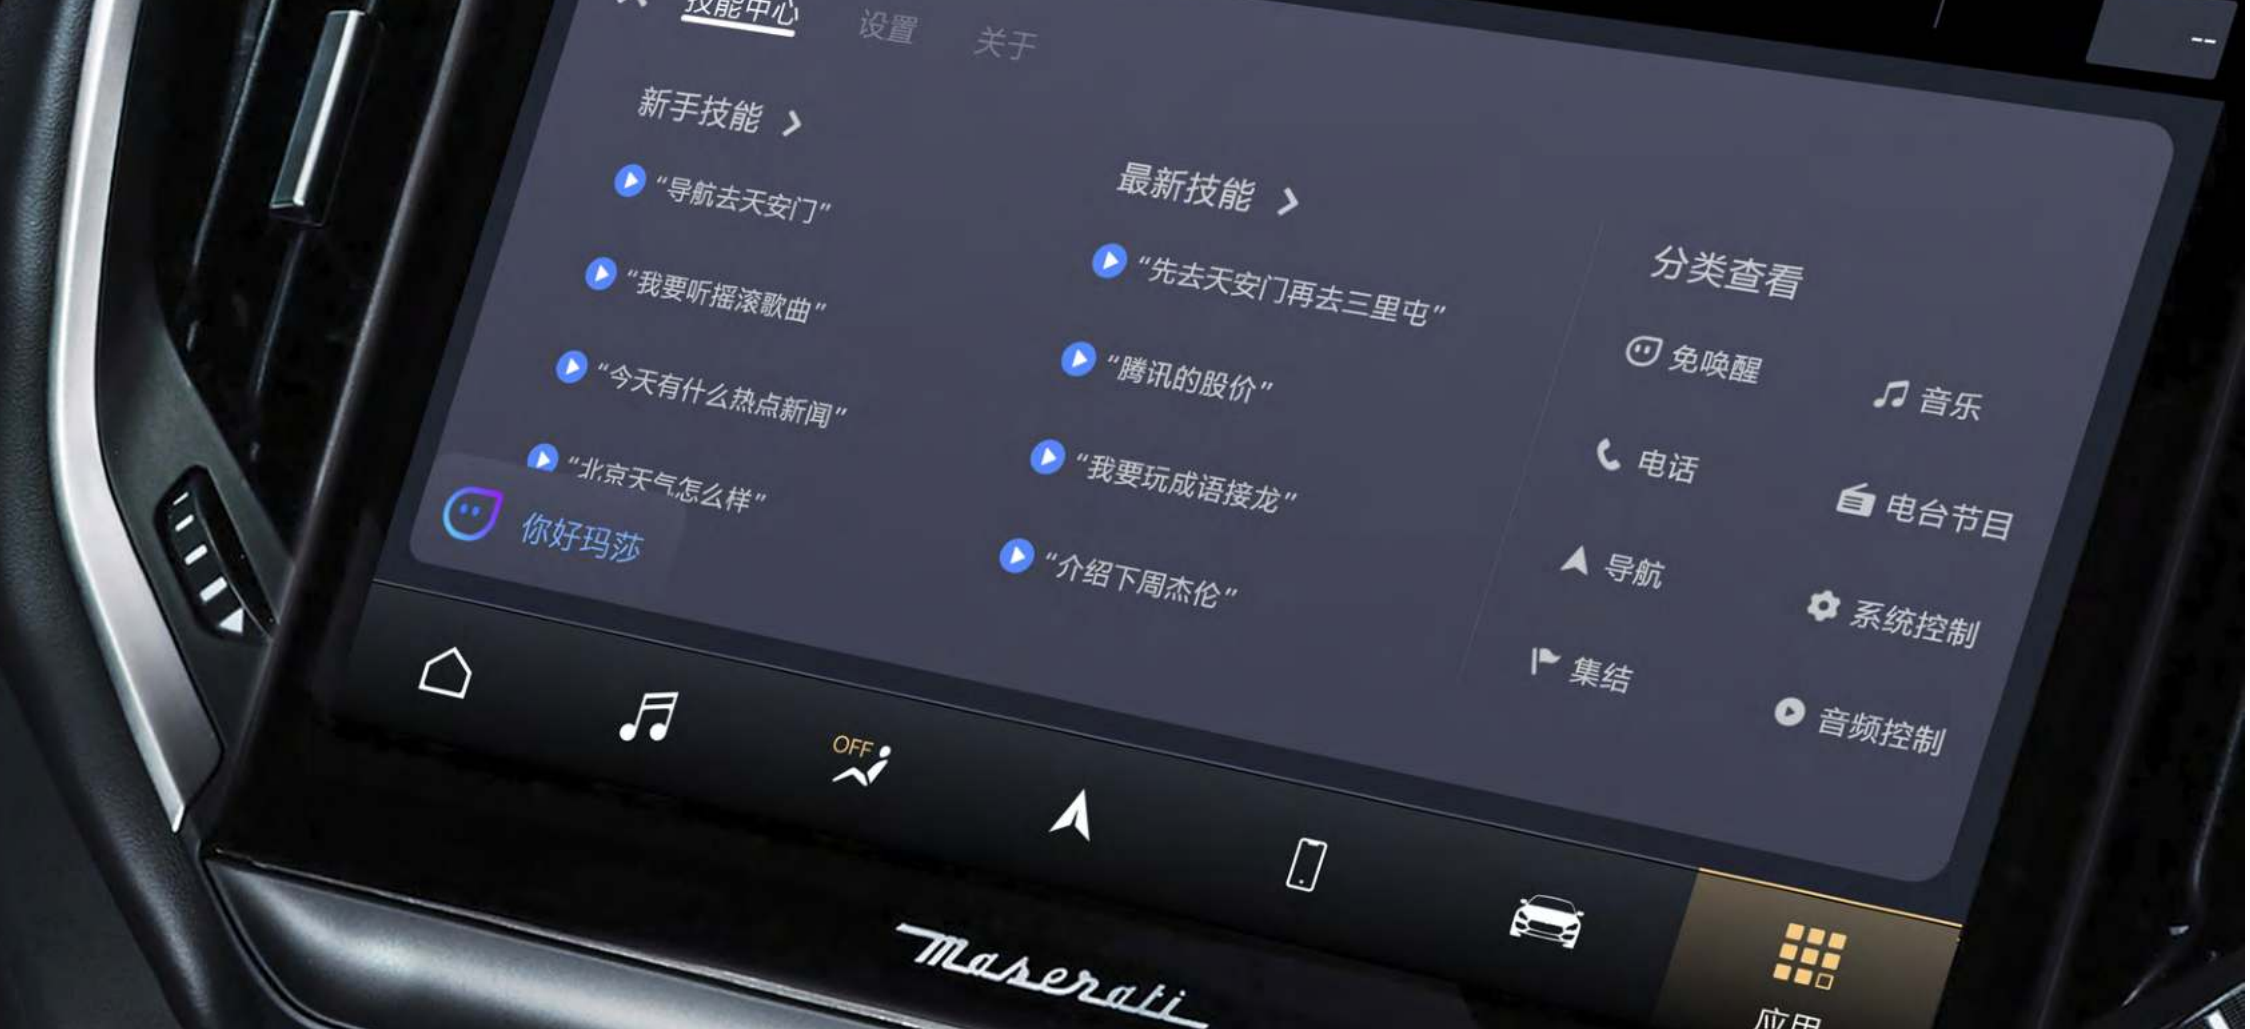 技能中心
设置
关于
--
新手技能
“导航去天安门”
“我要听摇滚歌曲”
“今天有什么热点新闻”
“北京天气怎么样”
你好玛莎
最新技能
“先去天安门再去三里屯”
“腾讯的股价”
“我要玩成语接龙”
“介绍下周杰伦”
分类查看
免唤醒
音乐
电话
电台节目
导航
系统控制
集结
音频控制
OFF
应用
Maserati